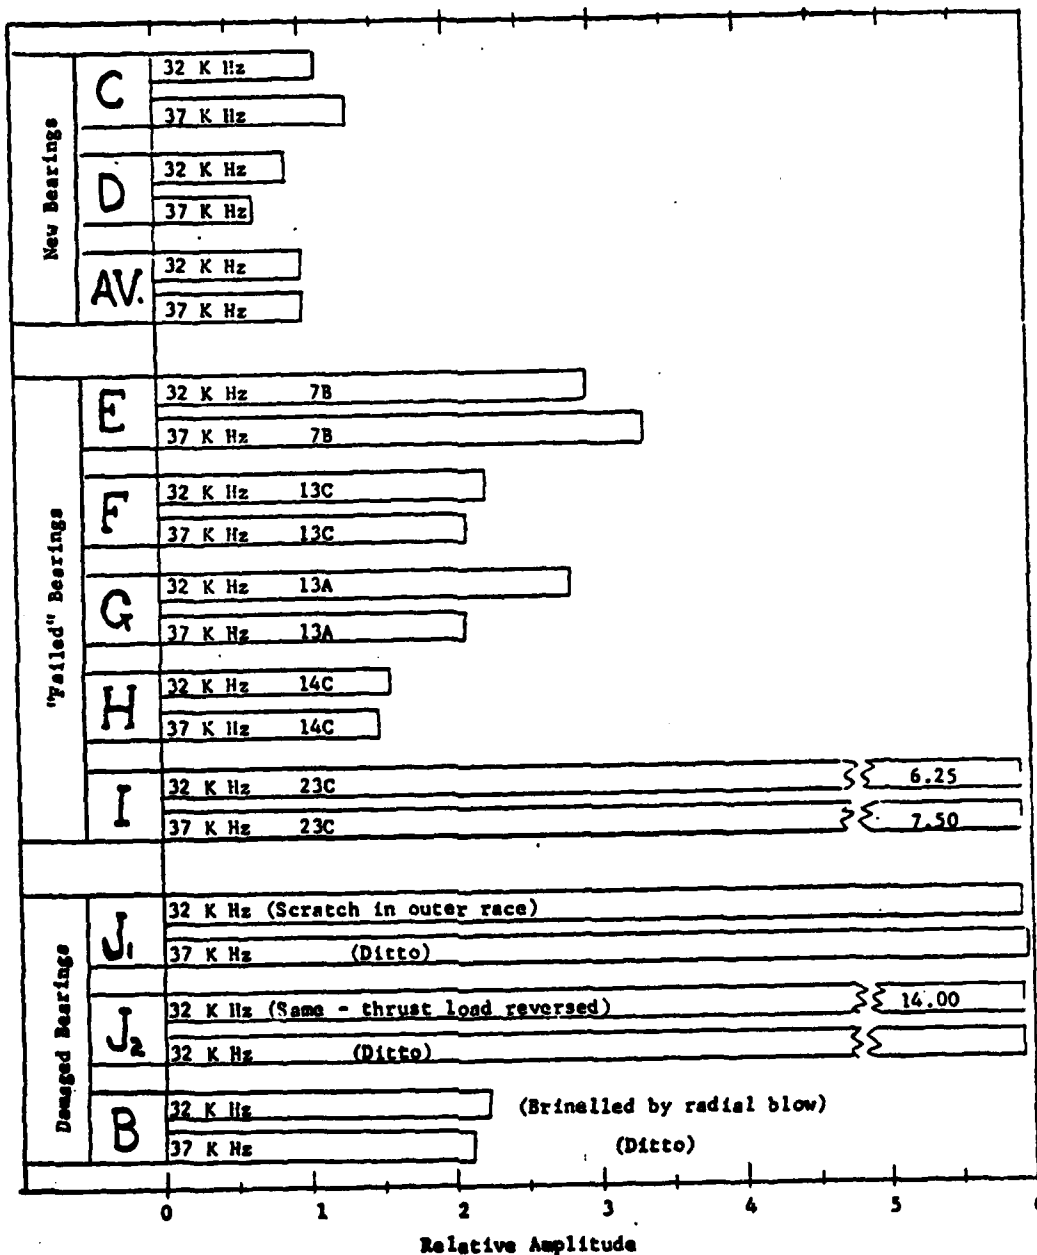 New Bearings
C
32 K Hz
37 K Hz
D
32 K Hz
37 K Hz
AV.
32 K Hz
37 K Hz
"Failed" Bearings
E
32 K Hz 7B
37 K Hz 7B
F
32 K Hz 13C
37 K Hz 13C
G
32 K Hz 13A
37 K Hz 13A
H
32 K Hz 14C
37 K Hz 14C
I
32 K Hz 23C 6.25
37 K Hz 23C 7.50
Damaged Bearings
J1
32 K Hz (Scratch in outer race)
37 K Hz (Ditto)
J2
32 K Hz (Same - thrust load reversed) 14.00
32 K Hz (Ditto)
B
32 K Hz (Brinelled by radial blow)
37 K Hz (Ditto)
0 1 2 3 4 5 6
Relative Amplitude